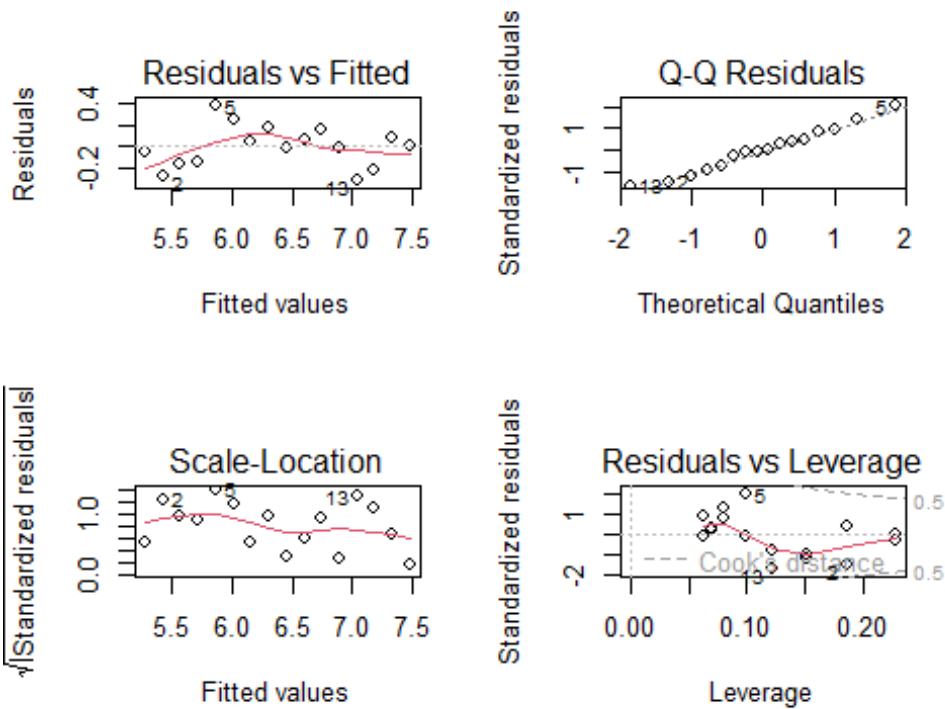 Residuals vs Fitted
Residuals
0.4
-0.2
5
2
13
5.5 6.0 6.5 7.0 7.5
Fitted values
Q-Q Residuals
Standardized residuals
1
-1
5
13
2
-2 -1 0 1 2
Theoretical Quantiles
Scale-Location
√|Standardized residuals|
1.0
0.0
2
5
13
5.5 6.0 6.5 7.0 7.5
Fitted values
Residuals vs Leverage
Standardized residuals
1
-2
5
0.5
Cook's distance
13
2
0.5
0.00 0.10 0.20
Leverage